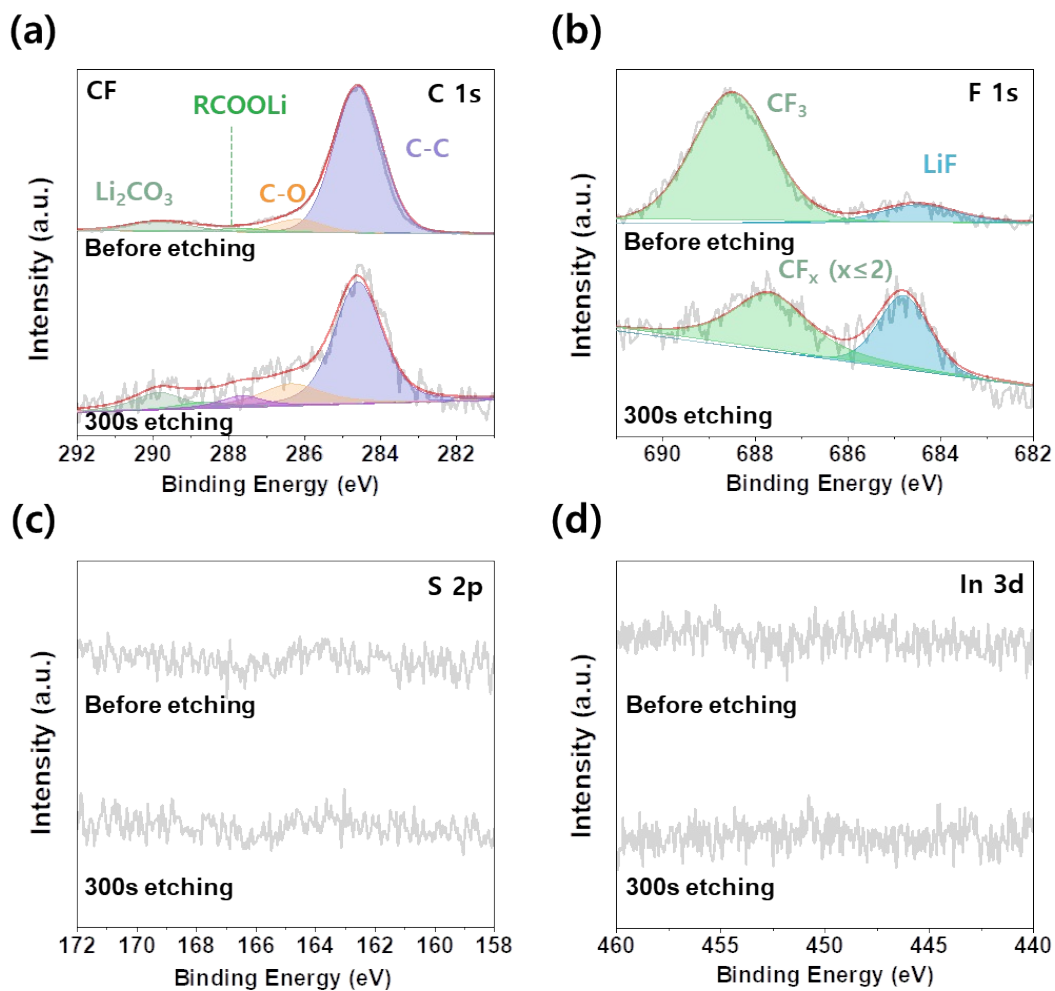 (a)
CF
C 1s
RCOOLi
C-C
Li₂CO₃
C-O
Before etching
300s etching
Intensity (a.u.)
292 290 288 286 284 282
Binding Energy (eV)
(b)
F 1s
CF₃
LiF
Before etching
CFₓ (x≤2)
300s etching
Intensity (a.u.)
690 688 686 684 682
Binding Energy (eV)
(c)
S 2p
Before etching
300s etching
Intensity (a.u.)
172 170 168 166 164 162 160 158
Binding Energy (eV)
(d)
In 3d
Before etching
300s etching
Intensity (a.u.)
460 455 450 445 440
Binding Energy (eV)